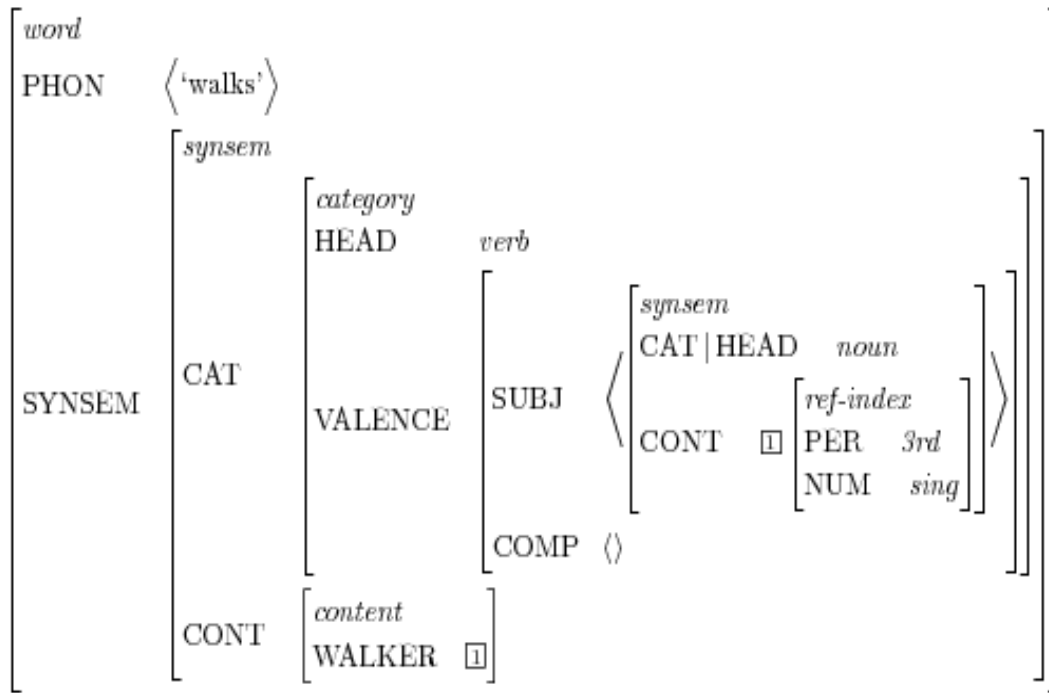 word
PHON ⟨‘walks’⟩
synsem
category
HEAD verb
synsem
CAT | HEAD noun
CAT
SUBJ
ref-index
SYNSEM
VALENCE
CONT 1 PER 3rd
NUM sing
COMP ⟨⟩
content
CONT
WALKER 1